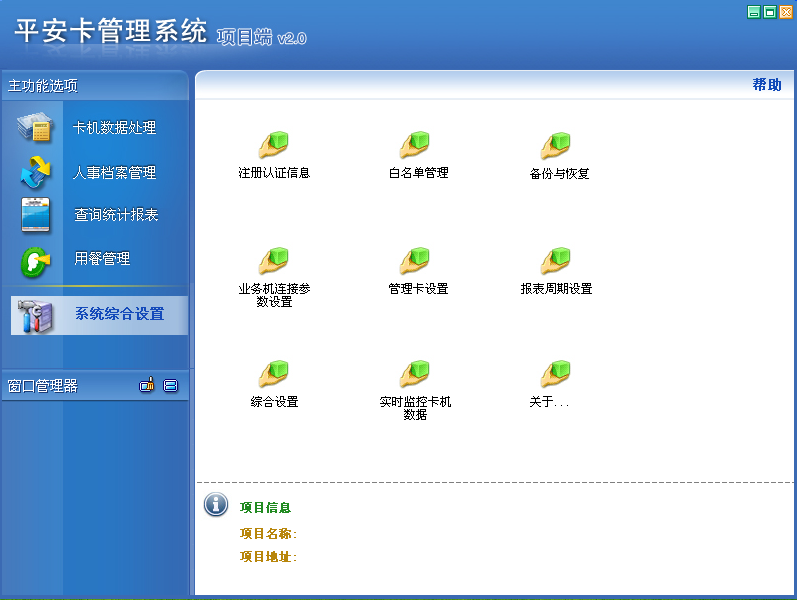 平安卡管理系统 项目端 v2.0
主功能选项
帮助
卡机数据处理
人事档案管理
查询统计报表
用餐管理
系统综合设置
窗口管理器
注册认证信息
白名单管理
备份与恢复
业务机连接参
数设置
管理卡设置
报表周期设置
综合设置
实时监控卡机
数据
关于...
项目信息
项目名称:
项目地址: